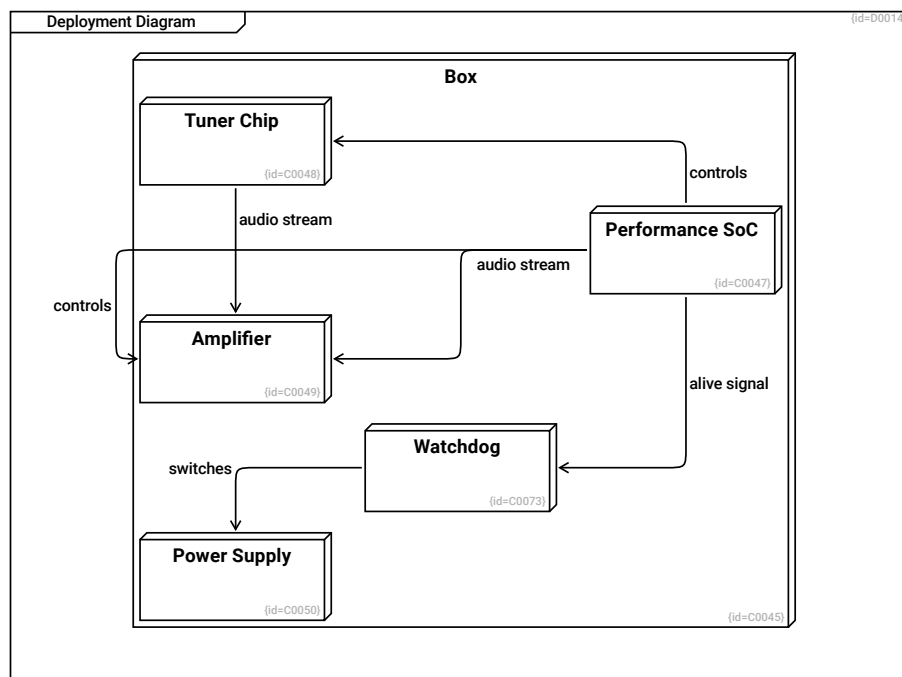 Deployment Diagram
{id=D0014
Box
Tuner Chip
{id=C0048}
controls
audio stream
Performance SoC
{id=C0047}
audio stream
controls
Amplifier
{id=C0049}
alive signal
Watchdog
{id=C0073}
switches
Power Supply
{id=C0050}
{id=C0045}